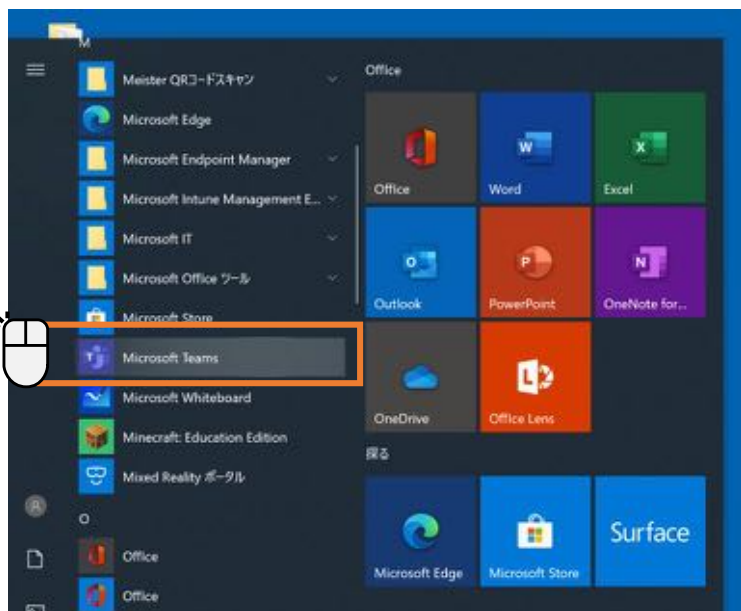 M
Meister QRコードスキャン
Microsoft Edge
Microsoft Endpoint Manager
Microsoft Intune Management E...
Microsoft IT
Microsoft Office ツール
Microsoft Store
Microsoft Teams
Microsoft Whiteboard
Minecraft: Education Edition
Mixed Reality ポータル
O
Office
Office
Office
Office
Word
Excel
Outlook
PowerPoint
OneNote for...
OneDrive
Office Lens
探る
Microsoft Edge
Microsoft Store
Surface